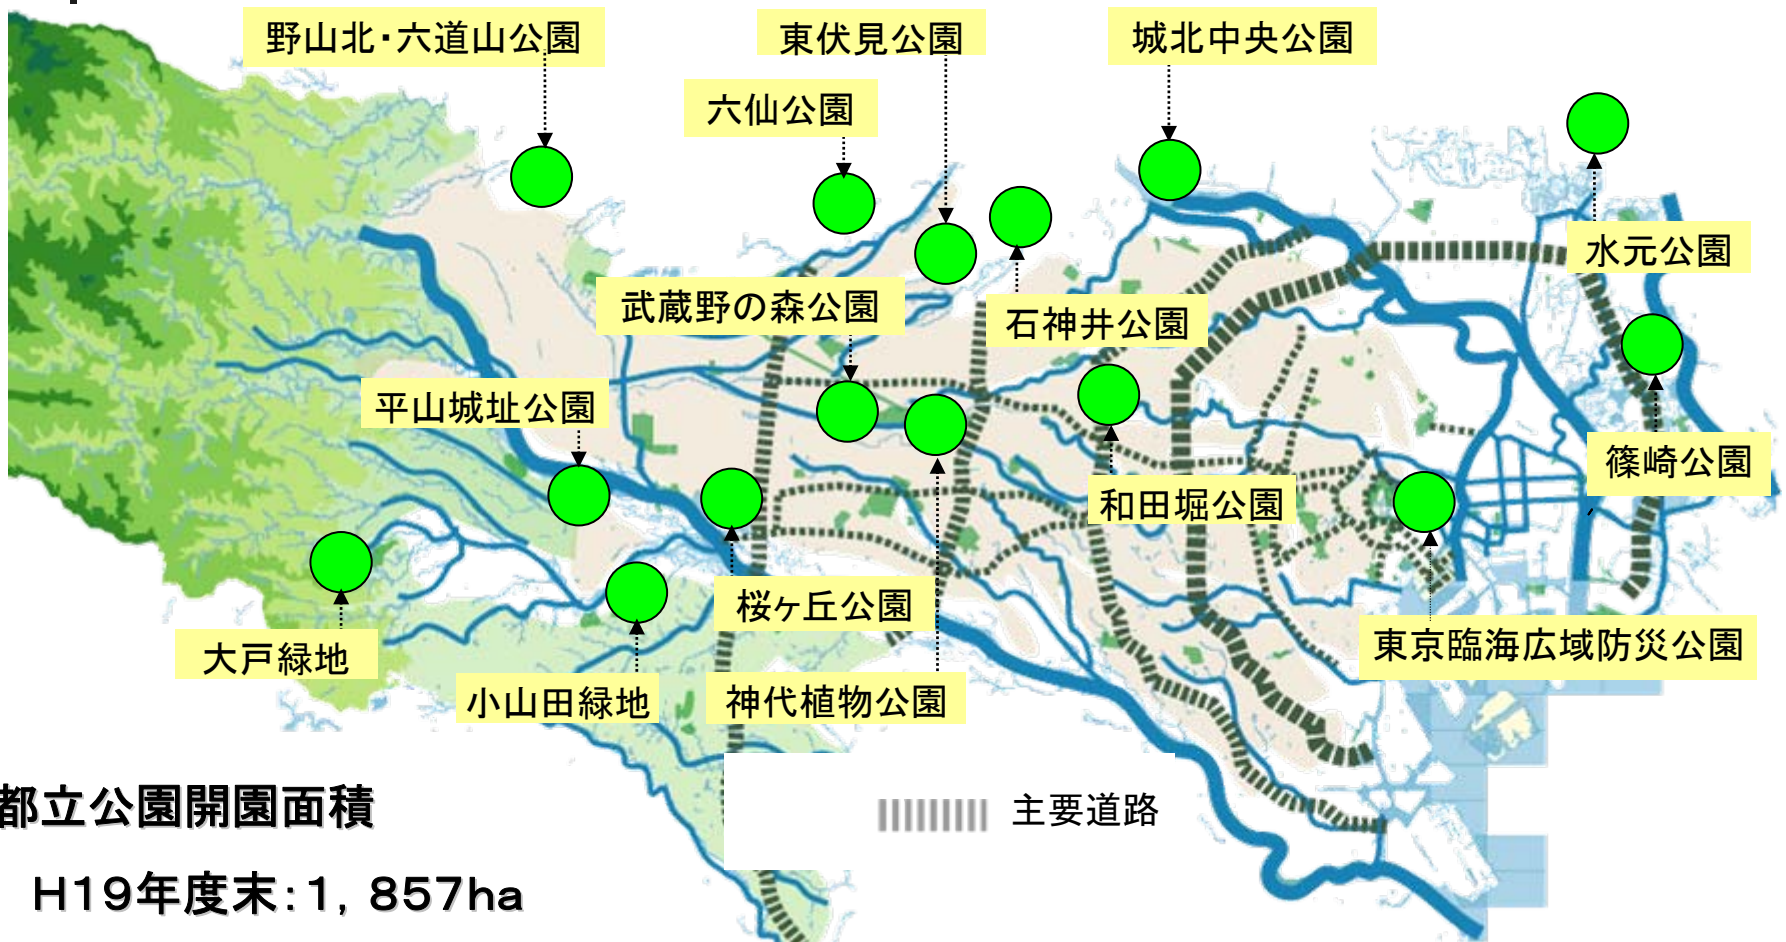 野山北・六道山公園
東伏見公園
城北中央公園
六仙公園
水元公園
武蔵野の森公園
石神井公園
平山城址公園
篠崎公園
和田堀公園
桜ヶ丘公園
東京臨海広域防災公園
大戸緑地
小山田緑地
神代植物公園
主要道路
都立公園開園面積
H19年度末:1,857ha